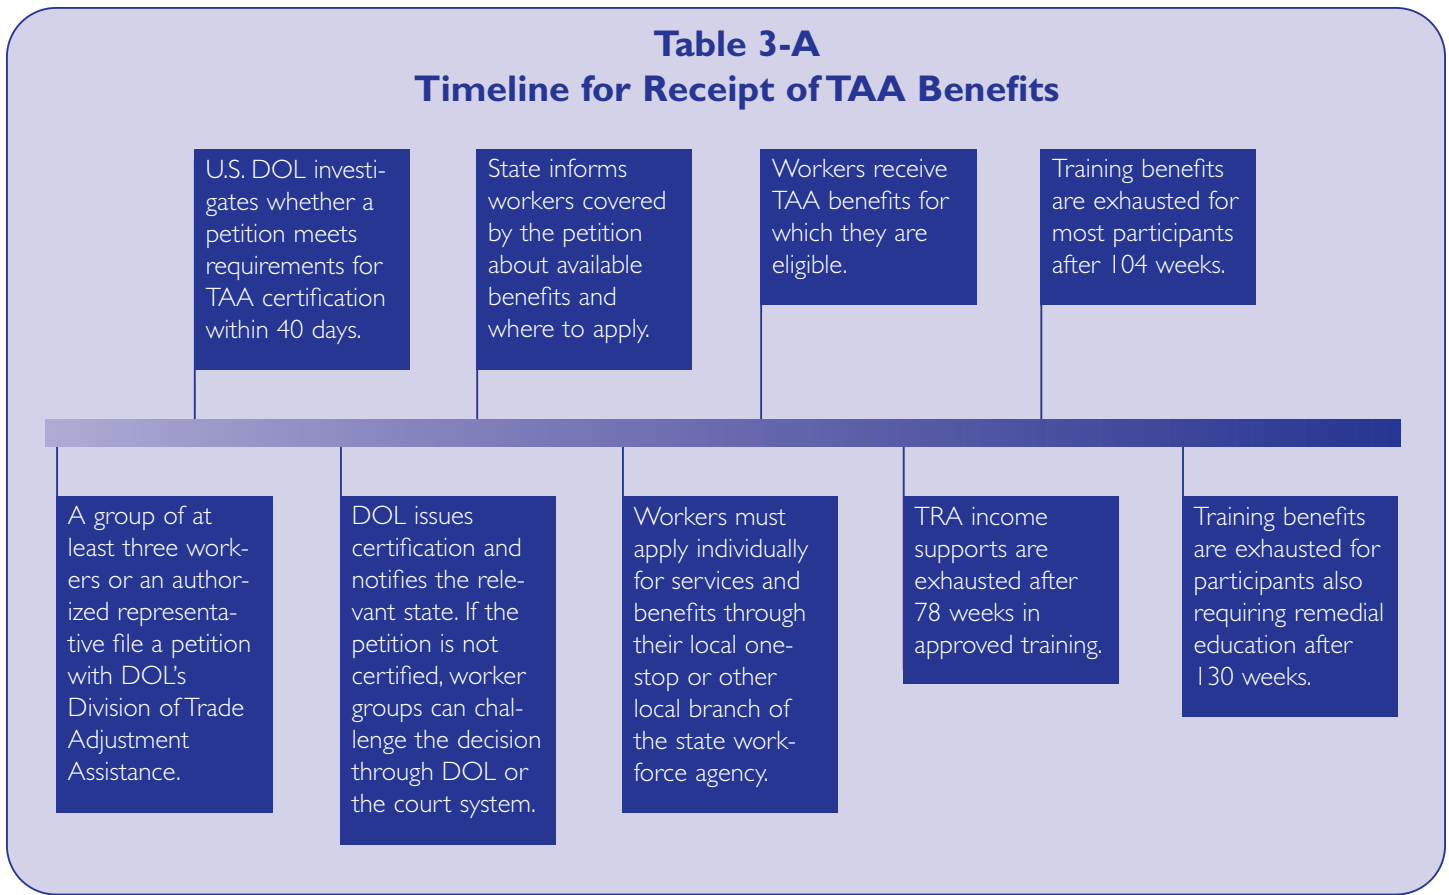 Table 3-A
Timeline for Receipt of TAA Benefits
U.S. DOL investi-
gates whether a
petition meets
requirements for
TAA certification
within 40 days.
State informs
workers covered
by the petition
about available
benefits and
where to apply.
Workers receive
TAA benefits for
which they are
eligible.
Training benefits
are exhausted for
most participants
after 104 weeks.
A group of at
least three work-
ers or an author-
ized representa-
tive file a petition
with DOL's
Division of Trade
Adjustment
Assistance.
DOL issues
certification and
notifies the rele-
vant state. If the
petition is not
certified, worker
groups can chal-
lenge the decision
through DOL or
the court system.
Workers must
apply individually
for services and
benefits through
their local one-
stop or other
local branch of
the state work-
force agency.
TRA income
supports are
exhausted after
78 weeks in
approved training.
Training benefits
are exhausted for
participants also
requiring remedial
education after
130 weeks.